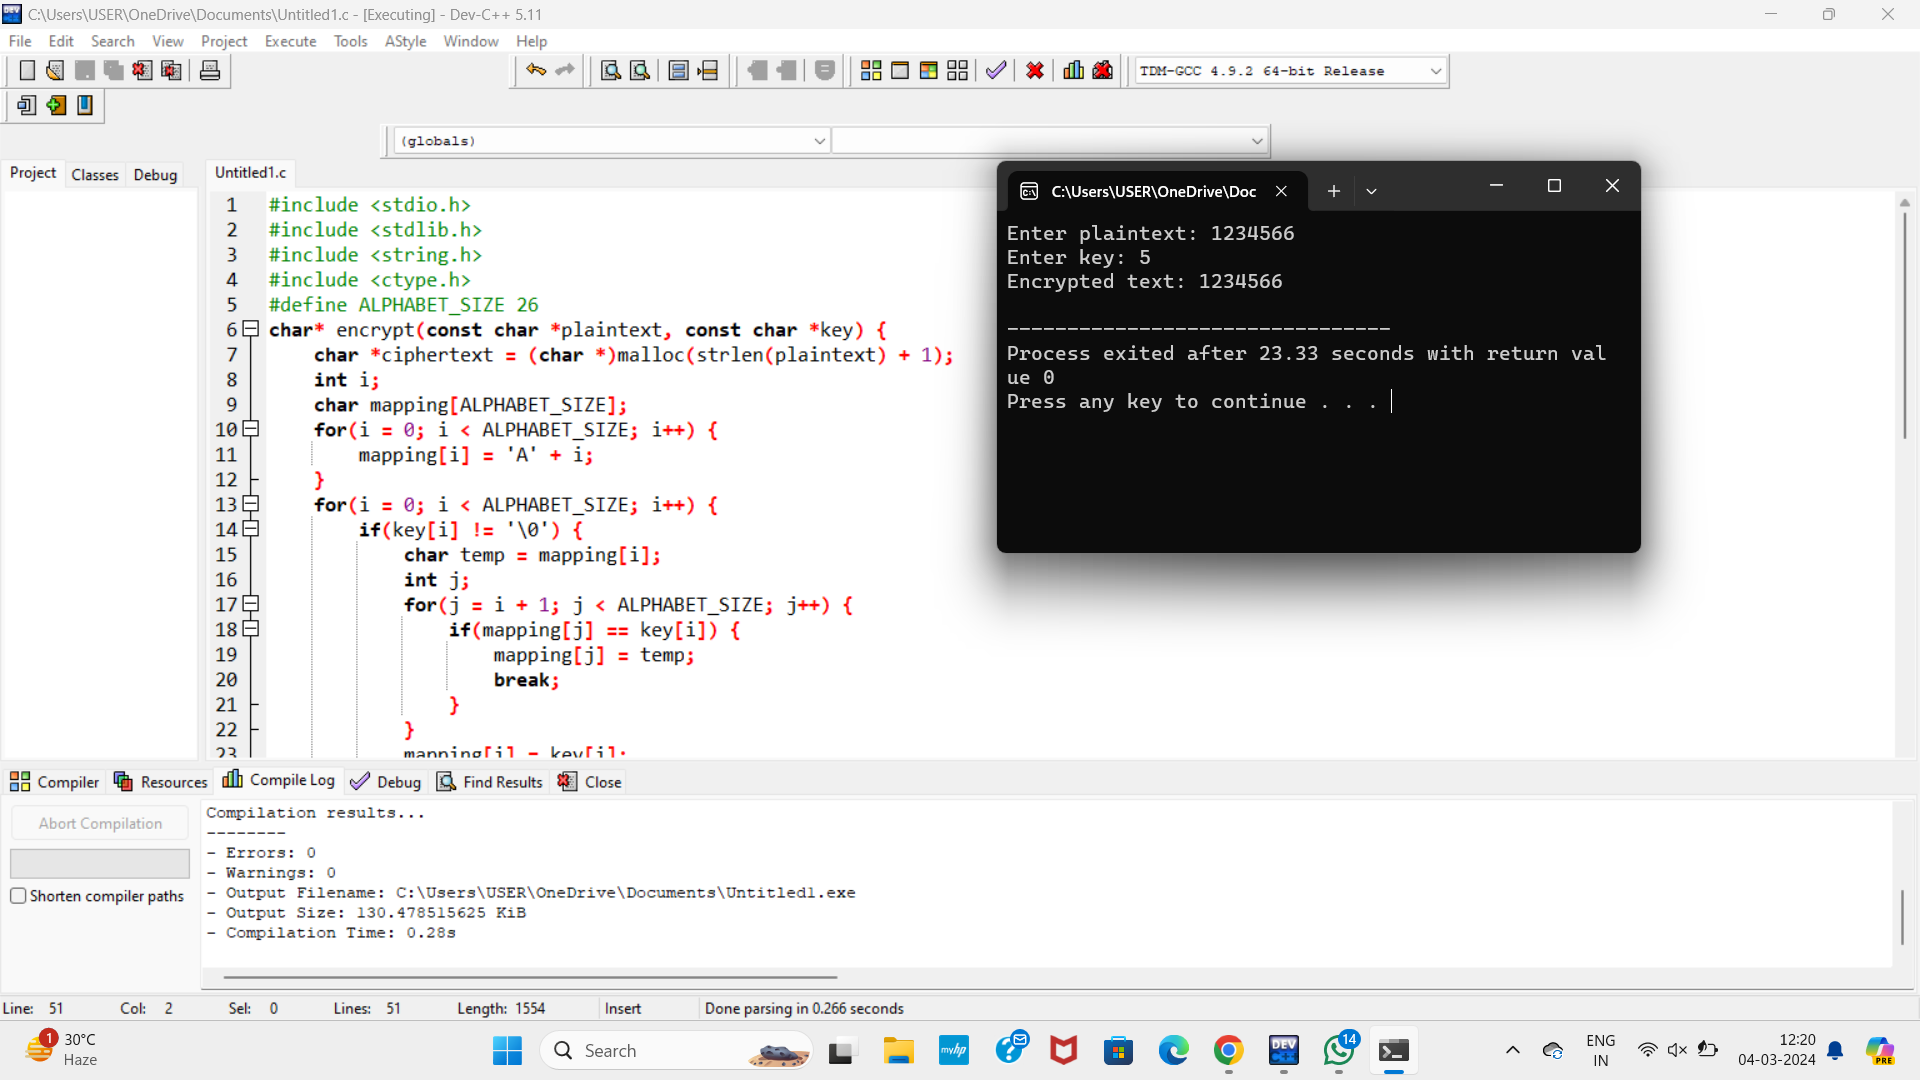 C:\Users\USER\OneDrive\Documents\Untitled1.c - [Executing] - Dev-C++ 5.11
File Edit Search View Project Execute Tools AStyle Window Help
TDM-GCC 4.9.2 64-bit Release
(globals)
Project Classes Debug
Untitled1.c
1 #include <stdio.h>
2 #include <stdlib.h>
3 #include <string.h>
4 #include <ctype.h>
5 #define ALPHABET_SIZE 26
6 char* encrypt(const char *plaintext, const char *key) {
7 char *ciphertext = (char *)malloc(strlen(plaintext) + 1);
8 int i;
9 char mapping[ALPHABET_SIZE];
10 for(i = 0; i < ALPHABET_SIZE; i++) {
11 mapping[i] = 'A' + i;
12 }
13 for(i = 0; i < ALPHABET_SIZE; i++) {
14 if(key[i] != '\0') {
15 char temp = mapping[i];
16 int j;
17 for(j = i + 1; j < ALPHABET_SIZE; j++) {
18 if(mapping[j] == key[i]) {
19 mapping[j] = temp;
20 break;
21 }
22 }
23 mapping[i] = key[i];
C:\Users\USER\OneDrive\Doc
Enter plaintext: 1234566
Enter key: 5
Encrypted text: 1234566
--------------------------------
Process exited after 23.33 seconds with return val
ue 0
Press any key to continue . . .
Compiler Resources Compile Log Debug Find Results Close
Abort Compilation
Shorten compiler paths
Compilation results...
--------
- Errors: 0
- Warnings: 0
- Output Filename: C:\Users\USER\OneDrive\Documents\Untitled1.exe
- Output Size: 130.478515625 KiB
- Compilation Time: 0.28s
Line: 51 Col: 2 Sel: 0 Lines: 51 Length: 1554 Insert Done parsing in 0.266 seconds
1
30°C
Haze
Search
myhp
DEV
C++
14
ENG
IN
12:20
04-03-2024
PRE